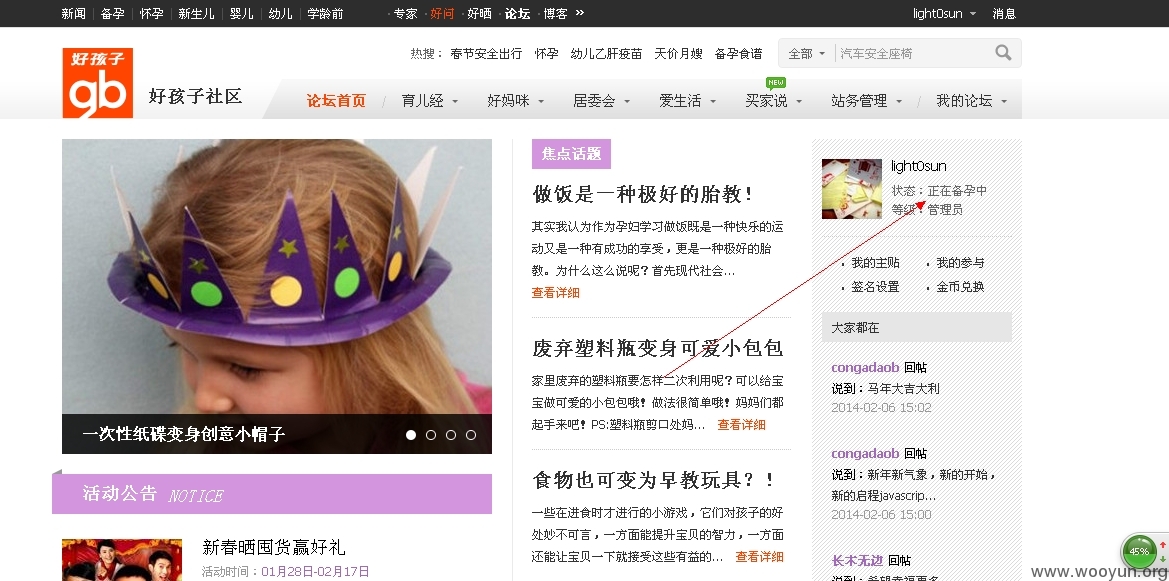 新闻 备孕 怀孕 新生儿 婴儿 幼儿 学龄前 ·专家 ·好问 ·好晒 ·论坛 ·博客 » light0sun 消息
热搜： 春节安全出行 怀孕 幼儿乙肝疫苗 天价月嫂 备孕食谱 全部 汽车安全座椅
好孩子
gb
好孩子社区
NEW
论坛首页 / 育儿经 好妈咪 居委会 爱生活 买家说 站务管理 / 我的论坛
一次性纸碟变身创意小帽子
活动公告 NOTICE
新春晒囤货赢好礼
活动时间：01月28日-02月17日
焦点话题
做饭是一种极好的胎教！
其实我认为作为孕妇学习做饭既是一种快乐的运
动又是一种有成功的享受，更是一种极好的胎
教。为什么这么说呢？首先现代社会...
查看详细
废弃塑料瓶变身可爱小包包
家里废弃的塑料瓶要怎样二次利用呢？可以给宝
宝做可爱的小包包哦！做法很简单哦！妈妈们都
起手来吧！PS:塑料瓶剪口处妈... 查看详细
食物也可变为早教玩具？！
一些在进食时才进行的小游戏，它们对孩子的好
处妙不可言，一方面能提升宝贝的智力，一方面
还能让宝贝一下就接受这些有益的... 查看详细
light0sun
状态：正在备孕中
等级：管理员
· 我的主贴 · 我的参与
· 签名设置 · 金币兑换
大家都在
congadaob 回帖
说到：马年大吉大利
2014-02-06 15:02
congadaob 回帖
说到：新年新气象，新的开始，
新的启程javascrip...
2014-02-06 15:00
长术无边 回帖
说到：希望幸福更多
45%
www.wooyun.org